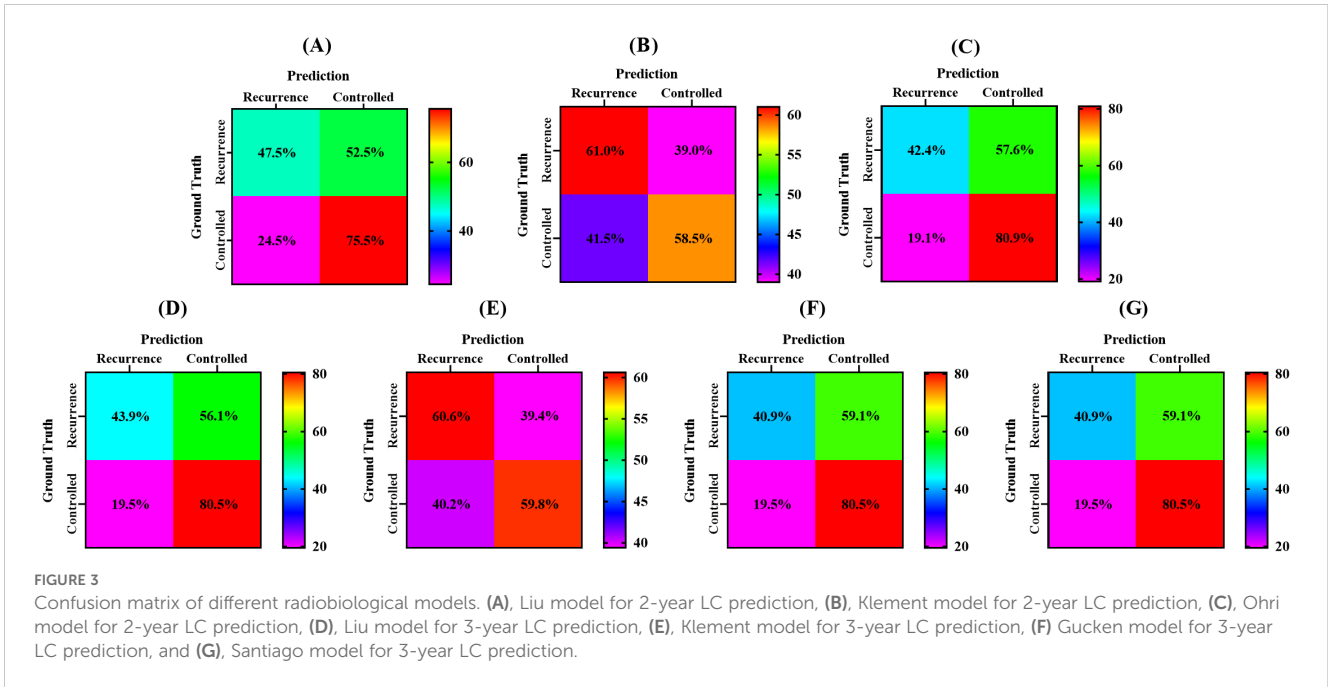 (A)
Prediction
Recurrence Controlled
Ground Truth
Recurrence
Controlled
47.5% 52.5%
24.5% 75.5%
60
40
(B)
Prediction
Recurrence Controlled
Ground Truth
Recurrence
Controlled
61.0% 39.0%
41.5% 58.5%
60
55
50
45
40
(C)
Prediction
Recurrence Controlled
Ground Truth
Recurrence
Controlled
42.4% 57.6%
19.1% 80.9%
80
60
40
20
(D)
Prediction
Recurrence Controlled
Ground Truth
Recurrence
Controlled
43.9% 56.1%
19.5% 80.5%
80
60
40
20
(E)
Prediction
Recurrence Controlled
Ground Truth
Recurrence
Controlled
60.6% 39.4%
40.2% 59.8%
60
55
50
45
40
(F)
Prediction
Recurrence Controlled
Ground Truth
Recurrence
Controlled
40.9% 59.1%
19.5% 80.5%
80
60
40
20
(G)
Prediction
Recurrence Controlled
Ground Truth
Recurrence
Controlled
40.9% 59.1%
19.5% 80.5%
80
60
40
20
FIGURE 3
Confusion matrix of different radiobiological models. (A), Liu model for 2-year LC prediction, (B), Klement model for 2-year LC prediction, (C), Ohri
model for 2-year LC prediction, (D), Liu model for 3-year LC prediction, (E), Klement model for 3-year LC prediction, (F) Gucken model for 3-year
LC prediction, and (G), Santiago model for 3-year LC prediction.